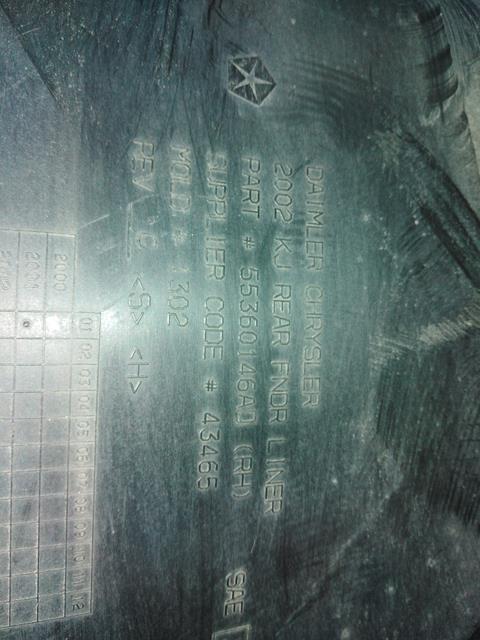 DAIMLER CHRYSLER
2002 KJ REAR FNDR LINER
PART # 55360146AD (RH)
SUPPLIER CODE # 43465
SAE
MOLD # 1302
REV C <S> <H>
01 02 03 04 05 06 07 08 09 10 11 12
2000
2001
2002